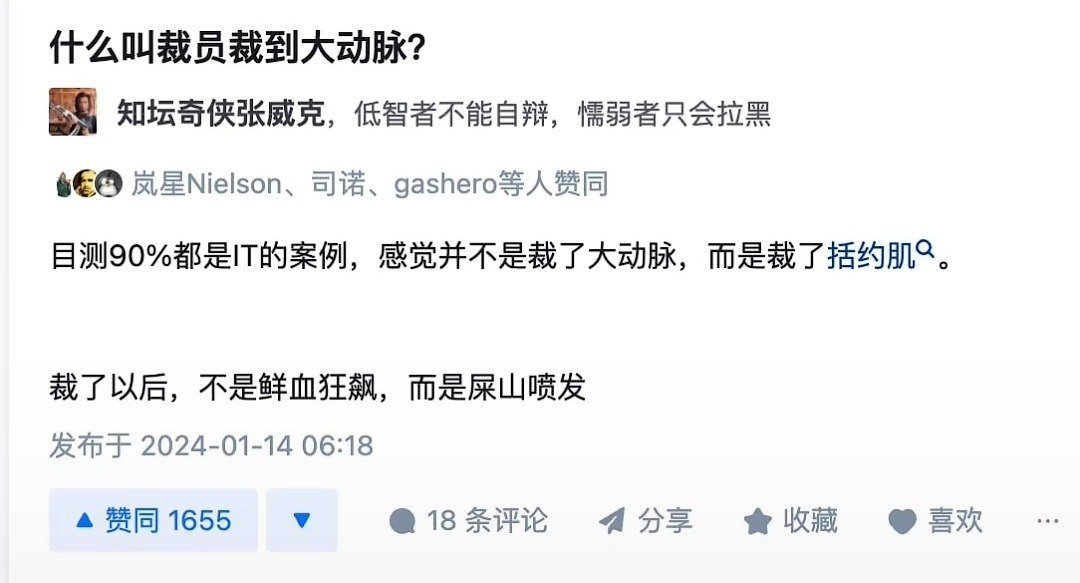 什么叫裁员裁到大动脉？
知坛奇侠张威克，低智者不能自辩，懦弱者只会拉黑
岚星Nielson、司诺、gashero等人赞同
目测90%都是IT的案例，感觉并不是裁了大动脉，而是裁了括约肌。
裁了以后，不是鲜血狂飙，而是屎山喷发
发布于 2024-01-14 06:18
赞同 1655 18 条评论 分享 收藏 喜欢 ···